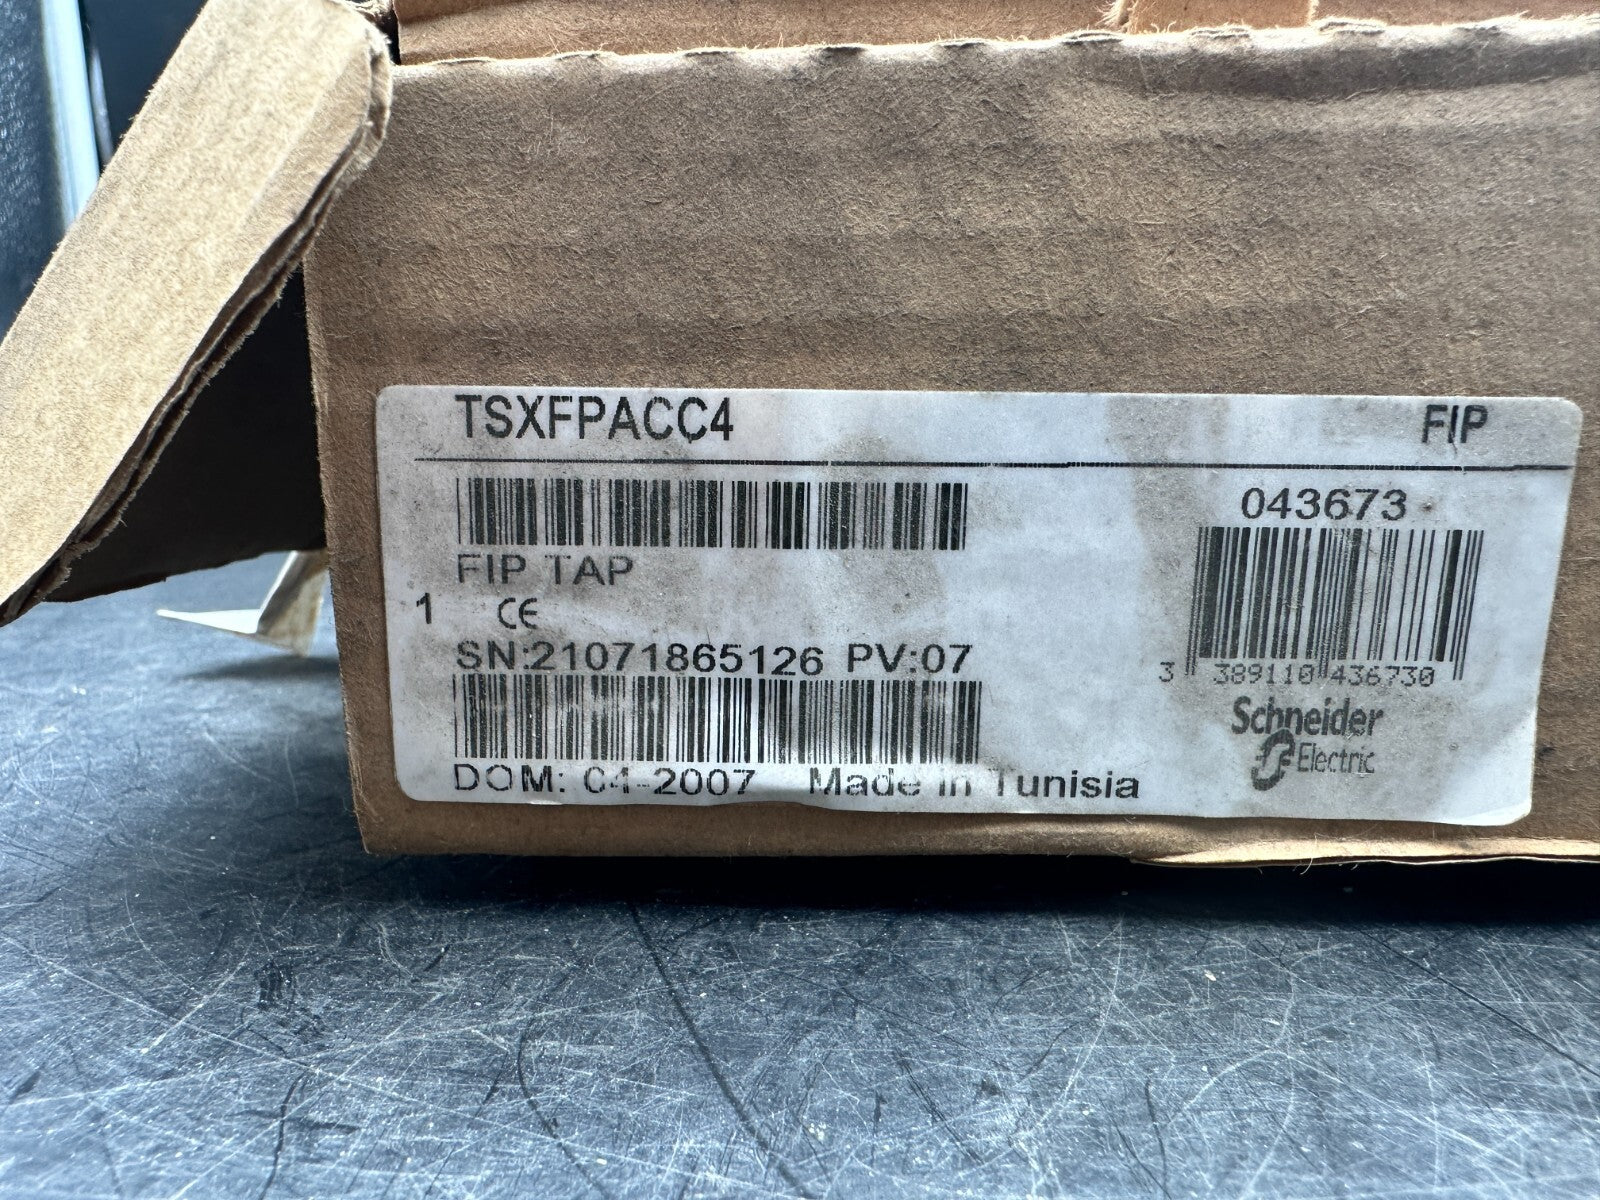 TSXFPACC4 FIP
043673
FIP TAP
1 CE
SN:21071865126 PV:07
3 389110 436730
Schneider
Electric
DOM: 04-2007 Made in Tunisia